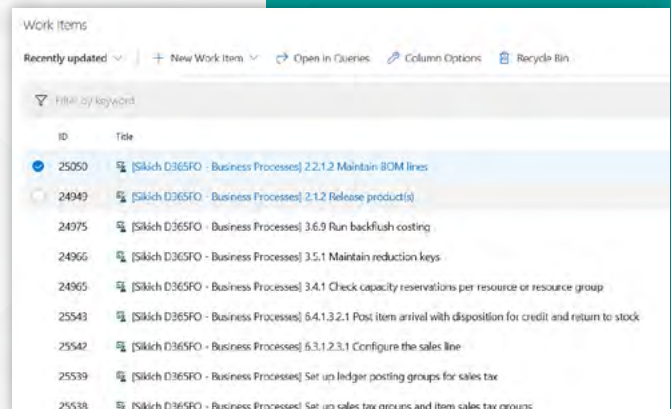 Work Items
Recently updated + New Work Item Open in Queries Column Options Recycle Bin
Filter by keyword
ID Title
25050 [Sikich D365FO - Business Processes] 2.2.1.2 Maintain BOM lines
24949 [Sikich D365FO - Business Processes] 2.1.2 Release product(s)
24975 [Sikich D365FO - Business Processes] 3.6.9 Run backflush costing
24966 [Sikich D365FO - Business Processes] 3.5.1 Maintain reduction keys
24965 [Sikich D365FO - Business Processes] 3.4.1 Check capacity reservations per resource or resource group
25543 [Sikich D365FO - Business Processes] 6.4.1.3.2.1 Post item arrival with disposition for credit and return to stock
25542 [Sikich D365FO - Business Processes] 6.3.1.2.3.1 Configure the sales line
25539 [Sikich D365FO - Business Processes] Set up ledger posting groups for sales tax
25538 [Sikich D365FO - Business Processes] Set up sales tax groups and item sales tax groups